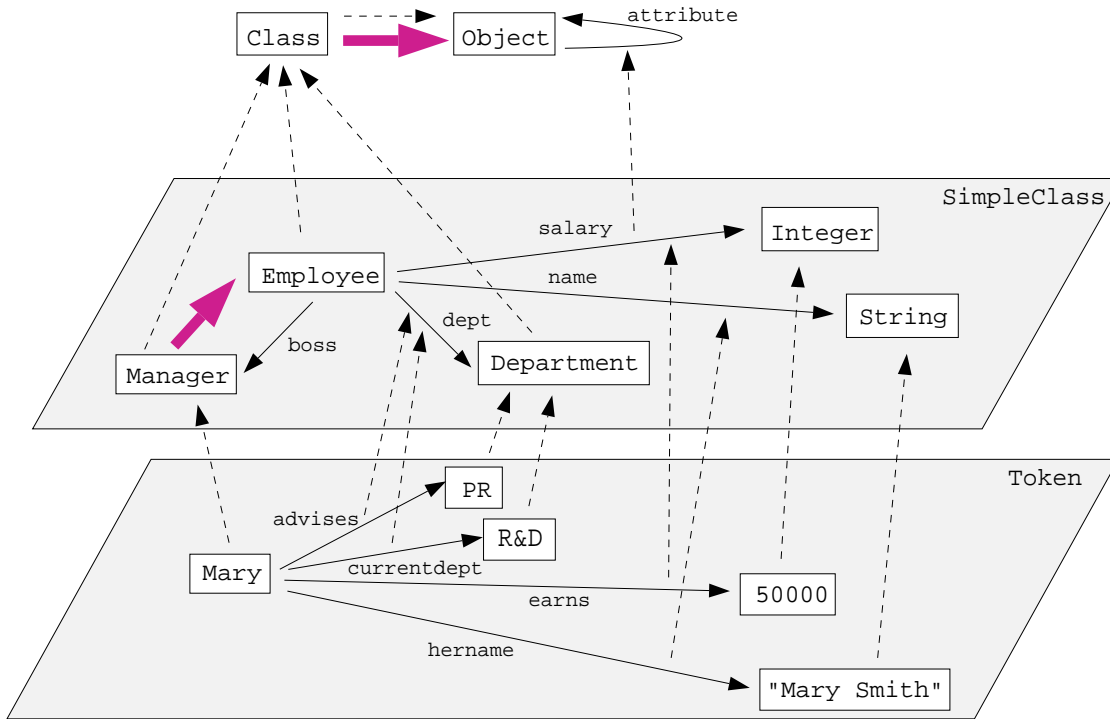 attribute
Class
Object
SimpleClass
salary
Integer
Employee
name
String
dept
boss
Department
Manager
Token
PR
advises
R&D
Mary
currentdept
earns
50000
hername
"Mary Smith"